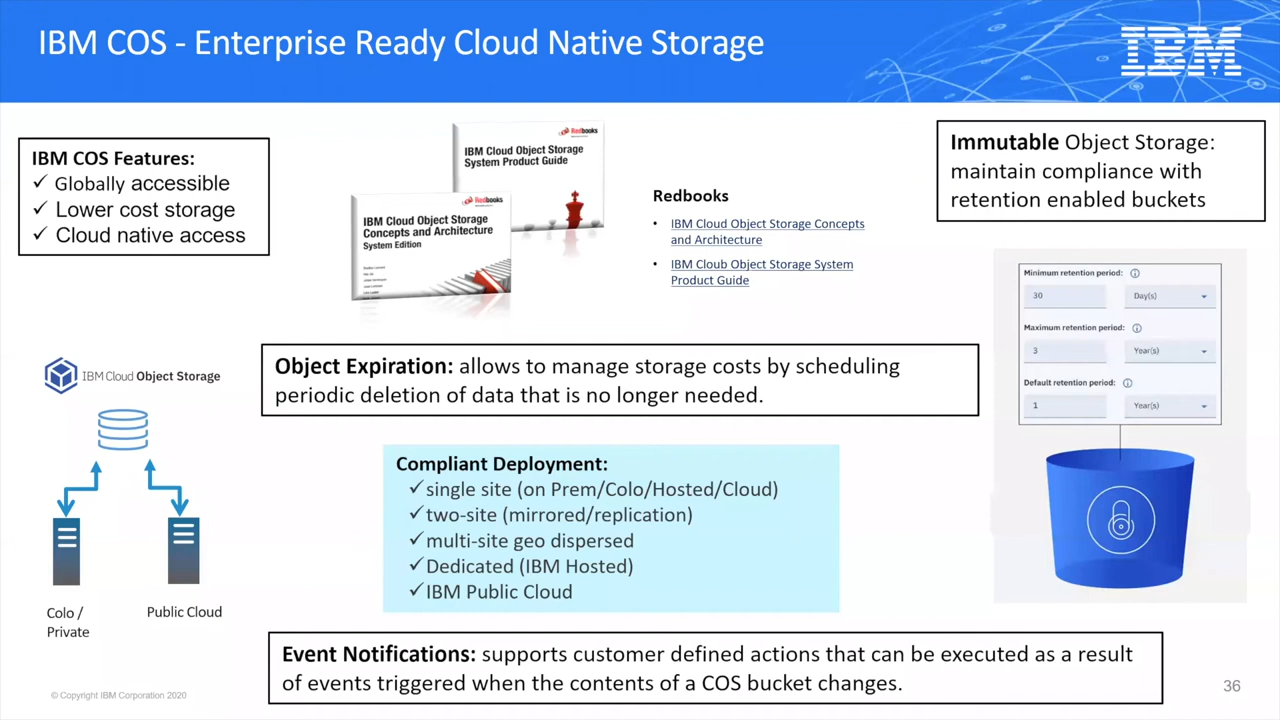 IBM COS - Enterprise Ready Cloud Native Storage
IBM
IBM COS Features:
✓ Globally accessible
✓ Lower cost storage
✓ Cloud native access
Redbooks
IBM Cloud Object Storage
System Product Guide
Redbooks
IBM Cloud Object Storage
Concepts and Architecture
System Edition
Redbooks
• IBM Cloud Object Storage Concepts
and Architecture
• IBM Cloub Object Storage System
Product Guide
Immutable Object Storage:
maintain compliance with
retention enabled buckets
Minimum retention period:
30 Day(s)
Maximum retention period:
3 Year(s)
Default retention period:
1 Year(s)
IBM Cloud Object Storage
Colo /
Private
Public Cloud
Object Expiration: allows to manage storage costs by scheduling
periodic deletion of data that is no longer needed.
Compliant Deployment:
✓single site (on Prem/Colo/Hosted/Cloud)
✓two-site (mirrored/replication)
✓multi-site geo dispersed
✓Dedicated (IBM Hosted)
✓IBM Public Cloud
Event Notifications: supports customer defined actions that can be executed as a result
of events triggered when the contents of a COS bucket changes.
© Copyright IBM Corporation 2020
36